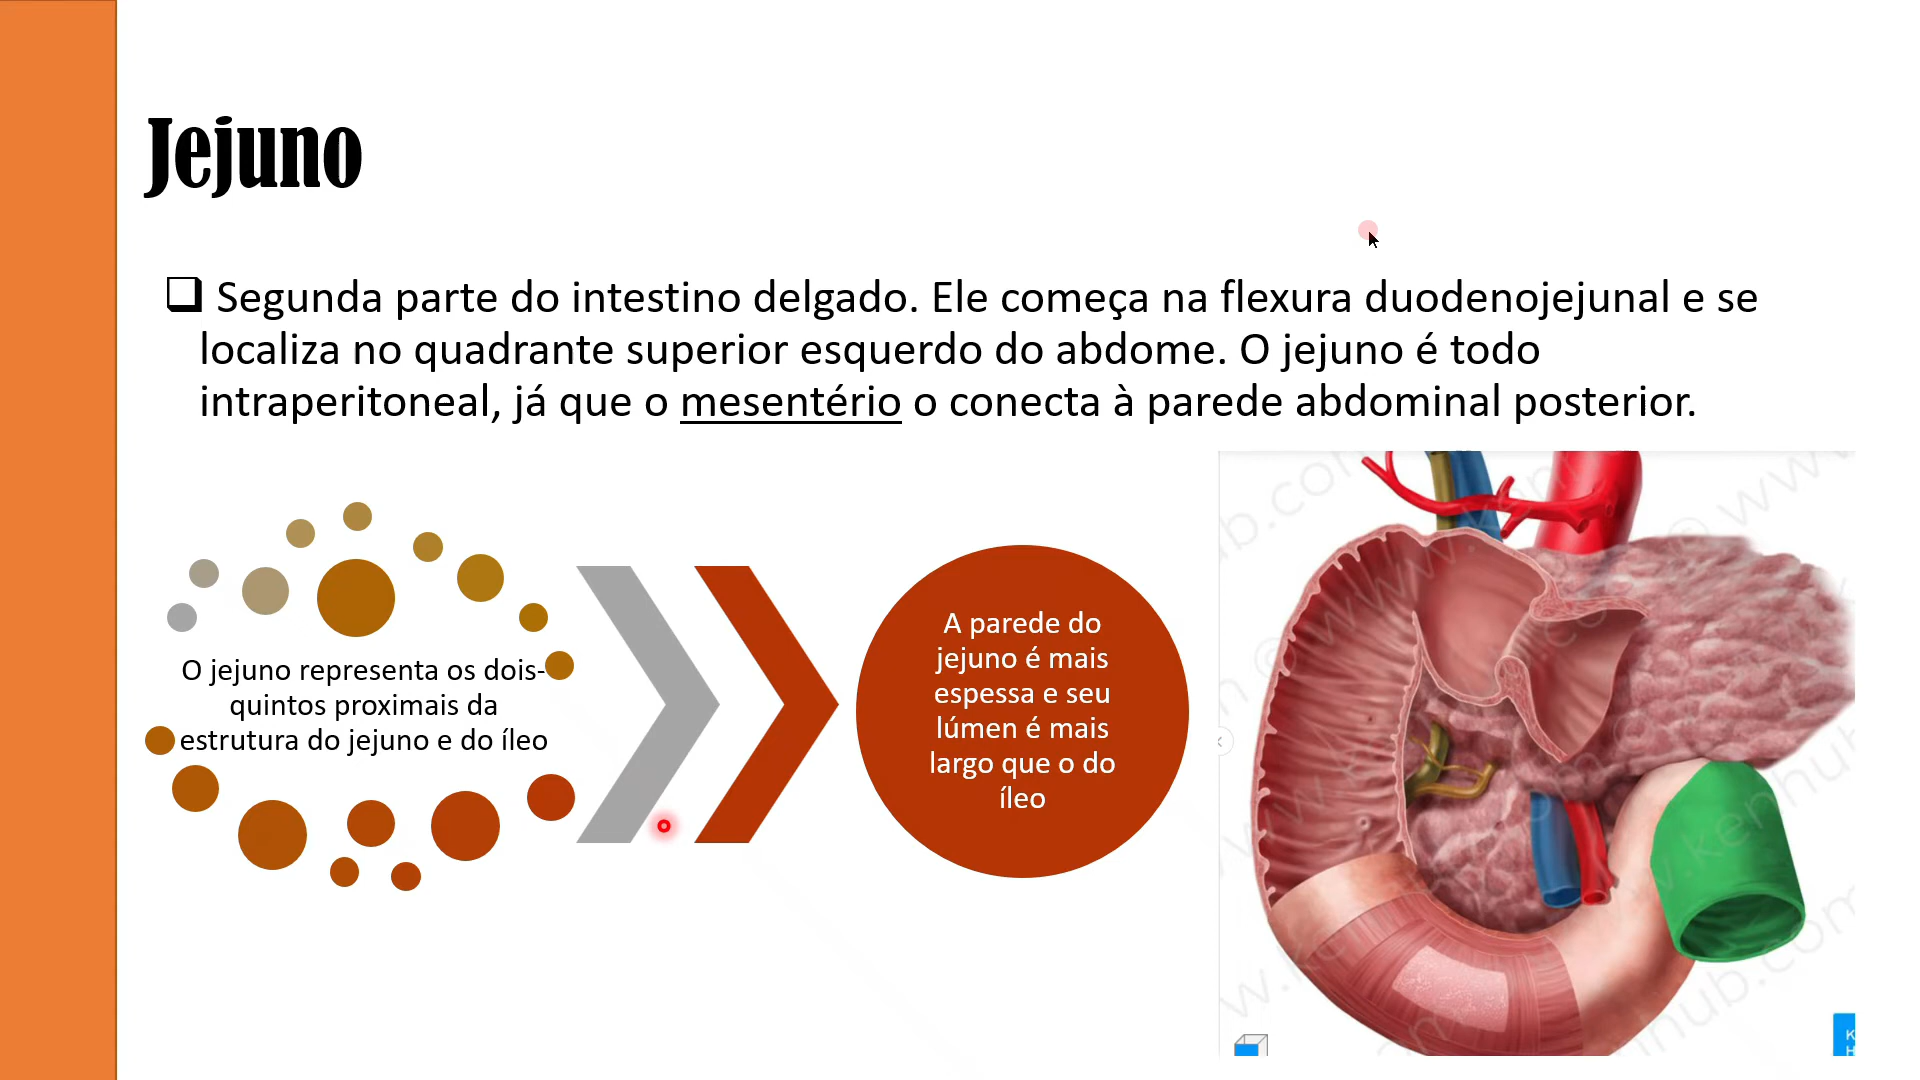 Jejuno
Segunda parte do intestino delgado. Ele começa na flexura duodenojejunal e se
localiza no quadrante superior esquerdo do abdome. O jejuno é todo
intraperitoneal, já que o mesentério o conecta à parede abdominal posterior.
O jejuno representa os dois-
quintos proximais da
estrutura do jejuno e do íleo
A parede do
jejuno é mais
espessa e seu
lúmen é mais
largo que o do
íleo